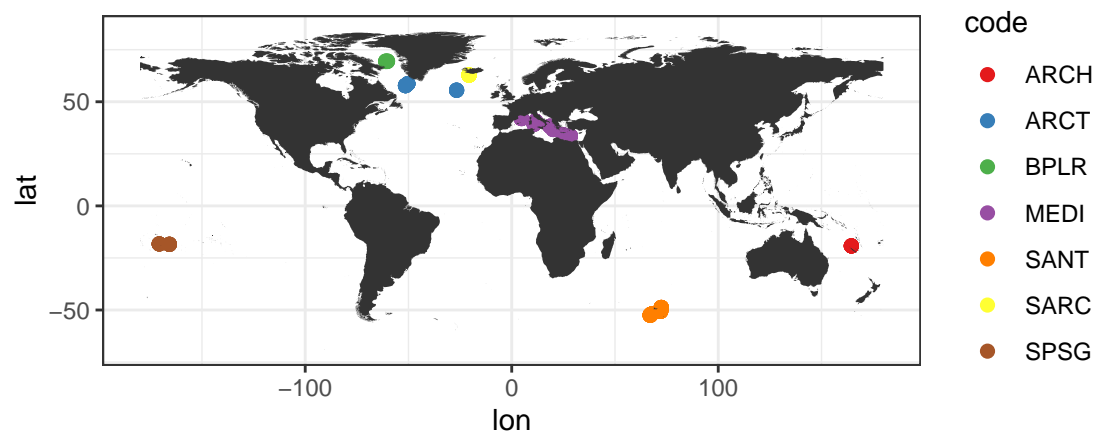 code
ARCH
ARCT
BPLR
MEDI
SANT
SARC
SPSG
lat
50
0
−50
−100
0
100
lon